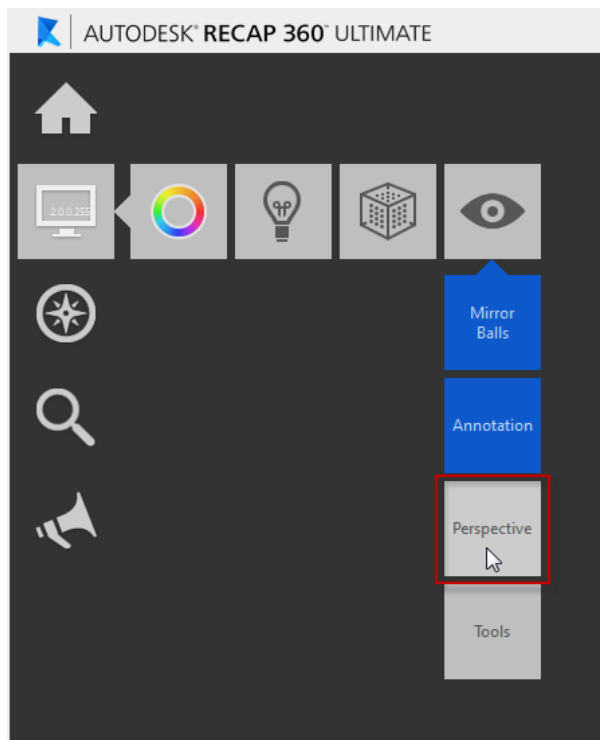 AUTODESK® RECAP 360™ ULTIMATE
2.0.0.255
Mirror
Balls
Annotation
Perspective
Tools